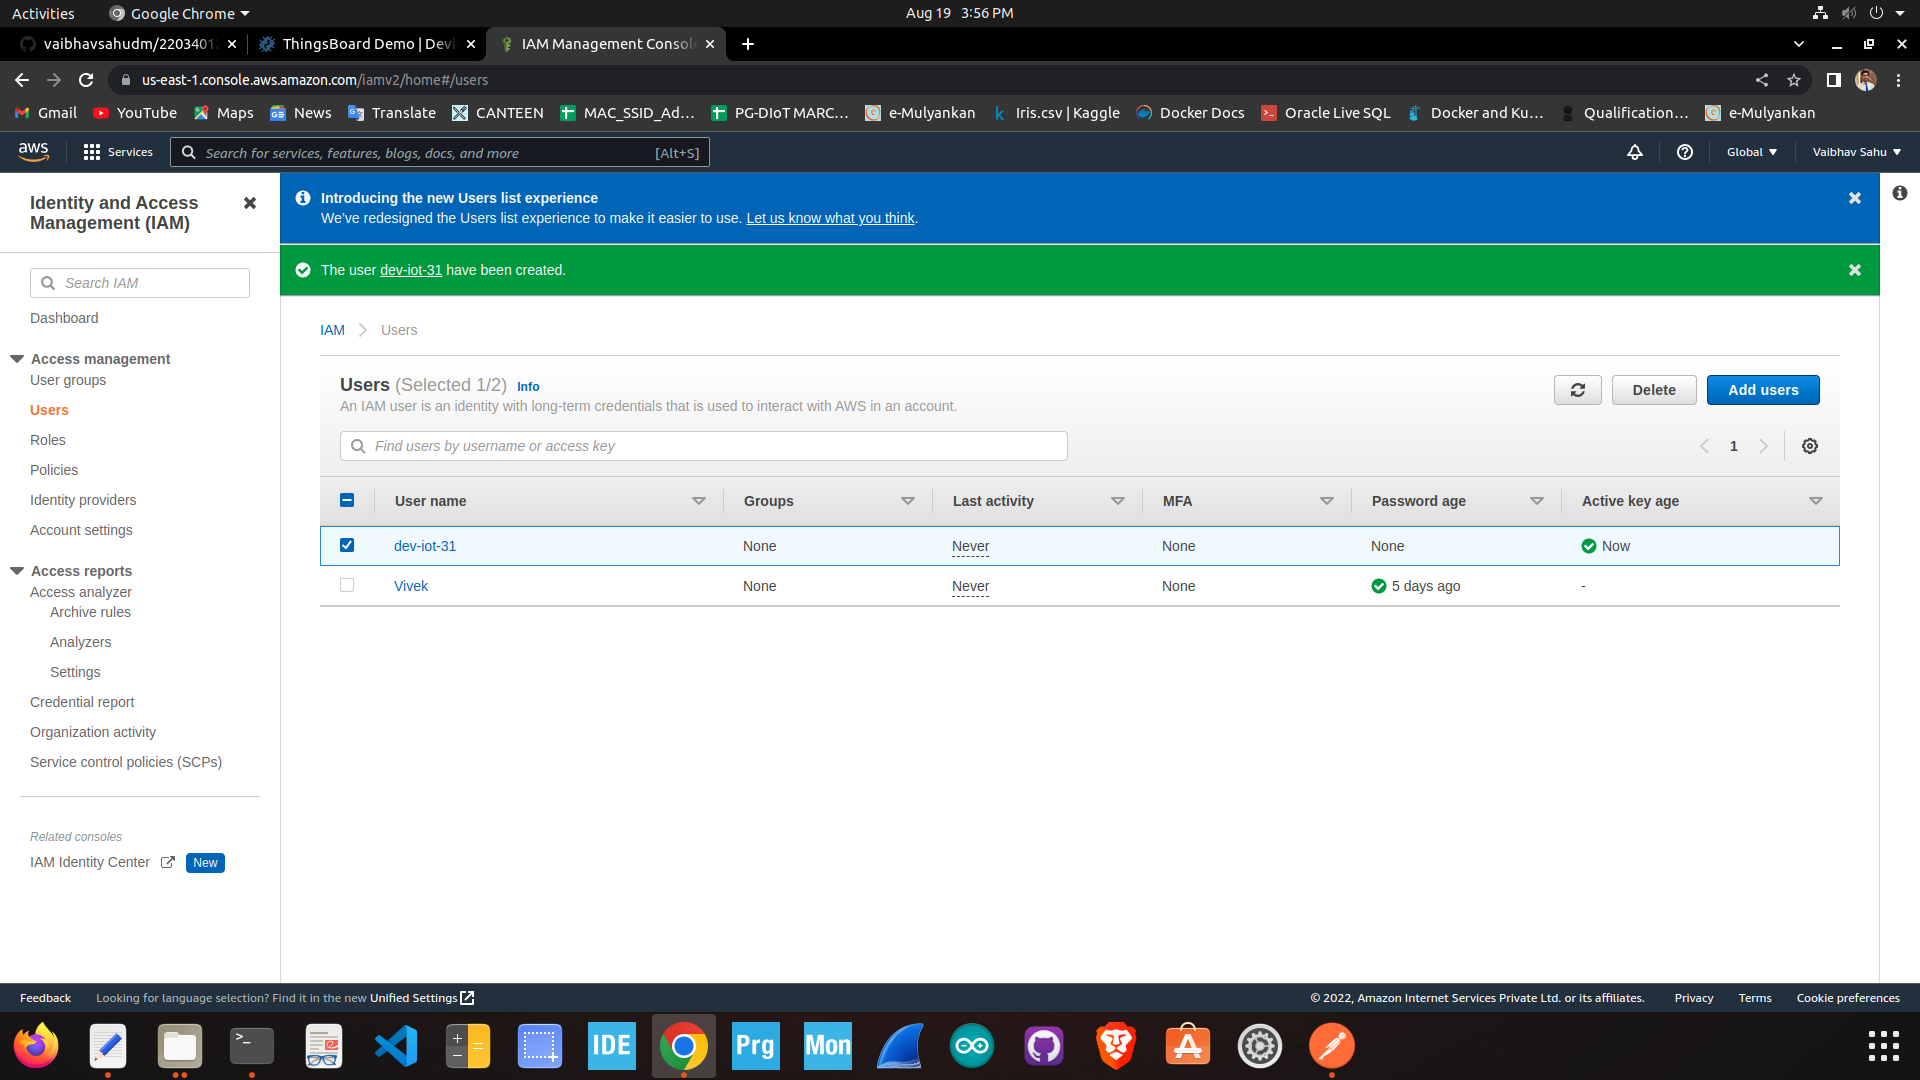 Activities
Google Chrome
Aug 19 3:56 PM
vaibhavsahudm/2203401
ThingsBoard Demo | Devi
IAM Management Consol
us-east-1.console.aws.amazon.com/iamv2/home#/users
Gmail
YouTube
Maps
News
Translate
CANTEEN
MAC_SSID_Ad...
PG-DIoT MARC...
e-Mulyankan
Iris.csv | Kaggle
Docker Docs
Oracle Live SQL
Docker and Ku...
Qualification...
e-Mulyankan
aws
Services
Search for services, features, blogs, docs, and more
[Alt+S]
Global
Vaibhav Sahu
Identity and Access
Management (IAM)
Search IAM
Dashboard
Access management
User groups
Users
Roles
Policies
Identity providers
Account settings
Access reports
Access analyzer
Archive rules
Analyzers
Settings
Credential report
Organization activity
Service control policies (SCPs)
Related consoles
IAM Identity Center
New
Introducing the new Users list experience
We've redesigned the Users list experience to make it easier to use. Let us know what you think.
The user dev-iot-31 have been created.
IAM
Users
Users (Selected 1/2) Info
An IAM user is an identity with long-term credentials that is used to interact with AWS in an account.
Delete
Add users
Find users by username or access key
1
User name Groups Last activity MFA Password age Active key age
dev-iot-31 None Never None None Now
Vivek None Never None 5 days ago -
Feedback
Looking for language selection? Find it in the new Unified Settings
© 2022, Amazon Internet Services Private Ltd. or its affiliates.
Privacy
Terms
Cookie preferences
IDE
Prg
Mon